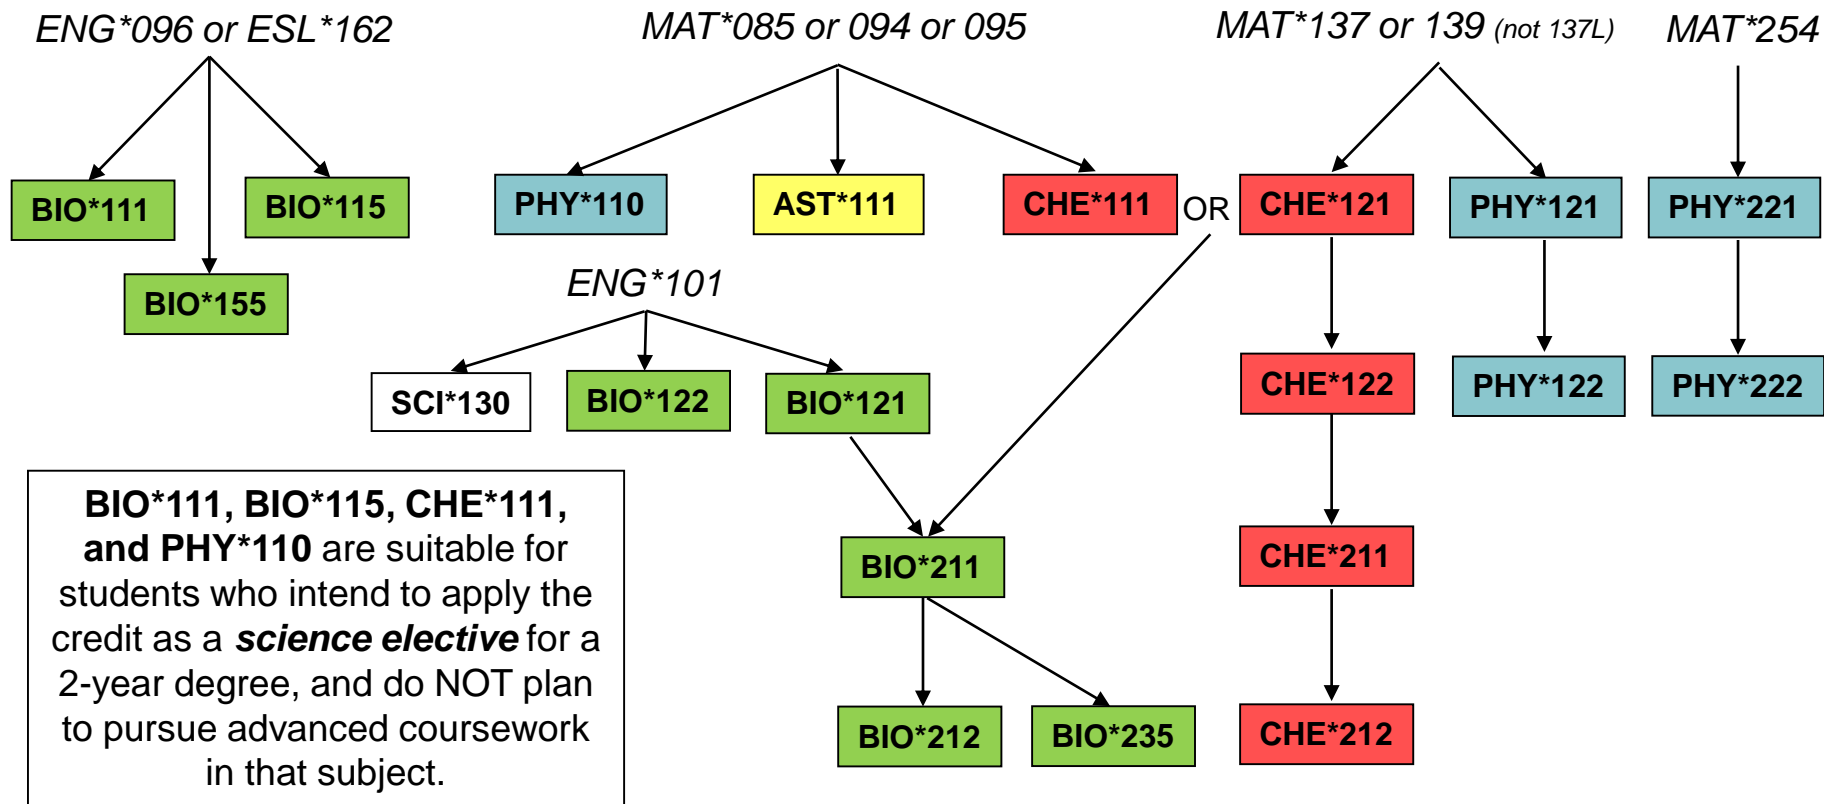 ENG*096 or ESL*162
MAT*085 or 094 or 095
MAT*137 or 139 (not 137L)
MAT*254
BIO*111
BIO*115
BIO*155
PHY*110
AST*111
CHE*111
OR
CHE*121
PHY*121
PHY*221
ENG*101
SCI*130
BIO*122
BIO*121
CHE*122
PHY*122
PHY*222
BIO*111, BIO*115, CHE*111,
and PHY*110 are suitable for
students who intend to apply the
credit as a science elective for a
2-year degree, and do NOT plan
to pursue advanced coursework
in that subject.
BIO*211
CHE*211
BIO*212
BIO*235
CHE*212